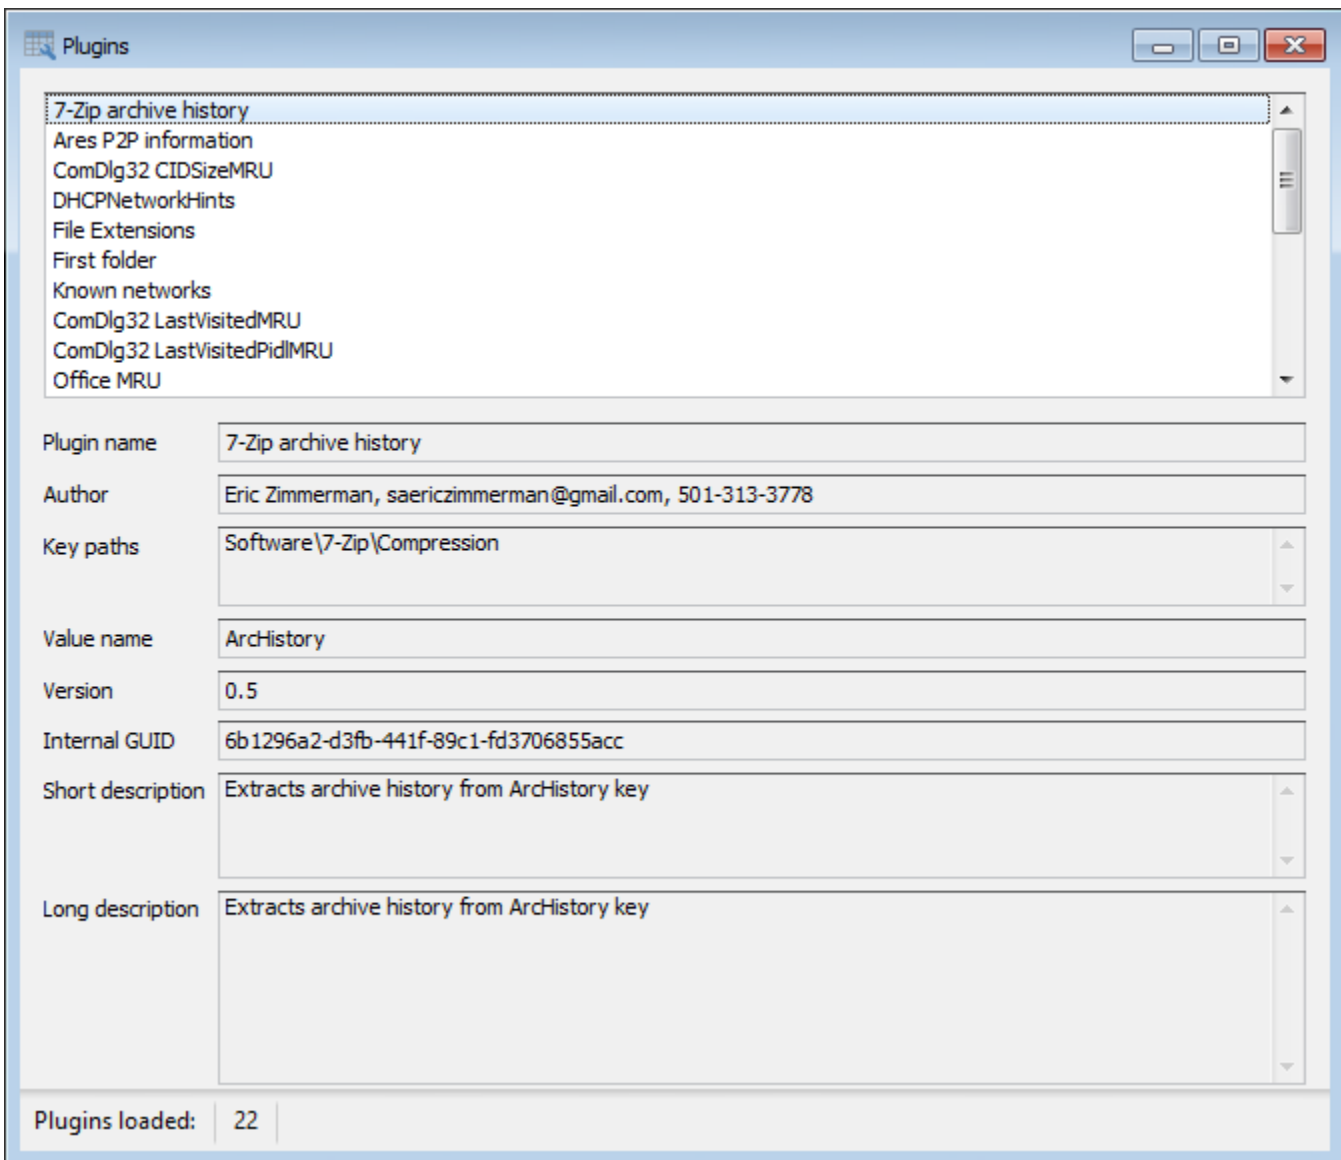 Plugins
7-Zip archive history
Ares P2P information
ComDlg32 CIDSizeMRU
DHCPNetworkHints
File Extensions
First folder
Known networks
ComDlg32 LastVisitedMRU
ComDlg32 LastVisitedPidlMRU
Office MRU
Plugin name 7-Zip archive history
Author Eric Zimmerman, saericzimmerman@gmail.com, 501-313-3778
Key paths Software\7-Zip\Compression
Value name ArcHistory
Version 0.5
Internal GUID 6b1296a2-d3fb-441f-89c1-fd3706855acc
Short description Extracts archive history from ArcHistory key
Long description Extracts archive history from ArcHistory key
Plugins loaded: 22